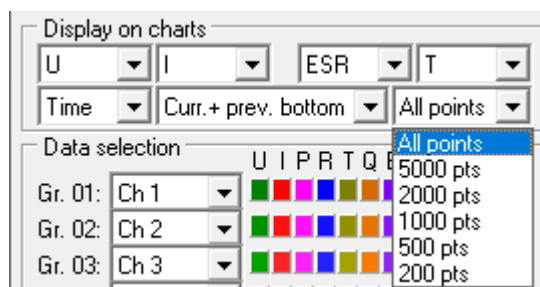 Display on charts
U I ESR T
Time Curr.+ prev. bottom All points
Data selection
U I P R T Q
All points
5000 pts
2000 pts
1000 pts
500 pts
200 pts
Gr. 01: Ch 1
Gr. 02: Ch 2
Gr. 03: Ch 3